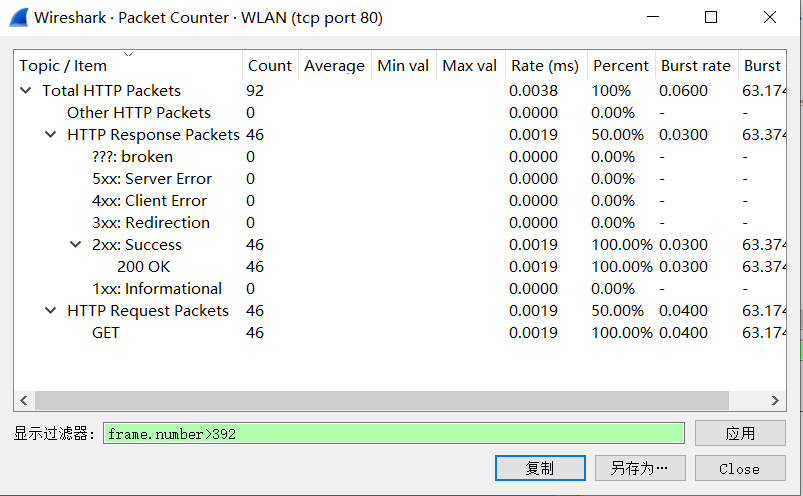 Wireshark · Packet Counter · WLAN (tcp port 80)
Topic / Item Count Average Min val Max val Rate (ms) Percent Burst rate Burst
Total HTTP Packets 92 0.0038 100% 0.0600 63.174
Other HTTP Packets 0 0.0000 0.00% - -
HTTP Response Packets 46 0.0019 50.00% 0.0300 63.374
???: broken 0 0.0000 0.00% - -
5xx: Server Error 0 0.0000 0.00% - -
4xx: Client Error 0 0.0000 0.00% - -
3xx: Redirection 0 0.0000 0.00% - -
2xx: Success 46 0.0019 100.00% 0.0300 63.374
200 OK 46 0.0019 100.00% 0.0300 63.374
1xx: Informational 0 0.0000 0.00% - -
HTTP Request Packets 46 0.0019 50.00% 0.0400 63.174
GET 46 0.0019 100.00% 0.0400 63.174
显示过滤器: frame.number>392 应用
复制 另存为… Close